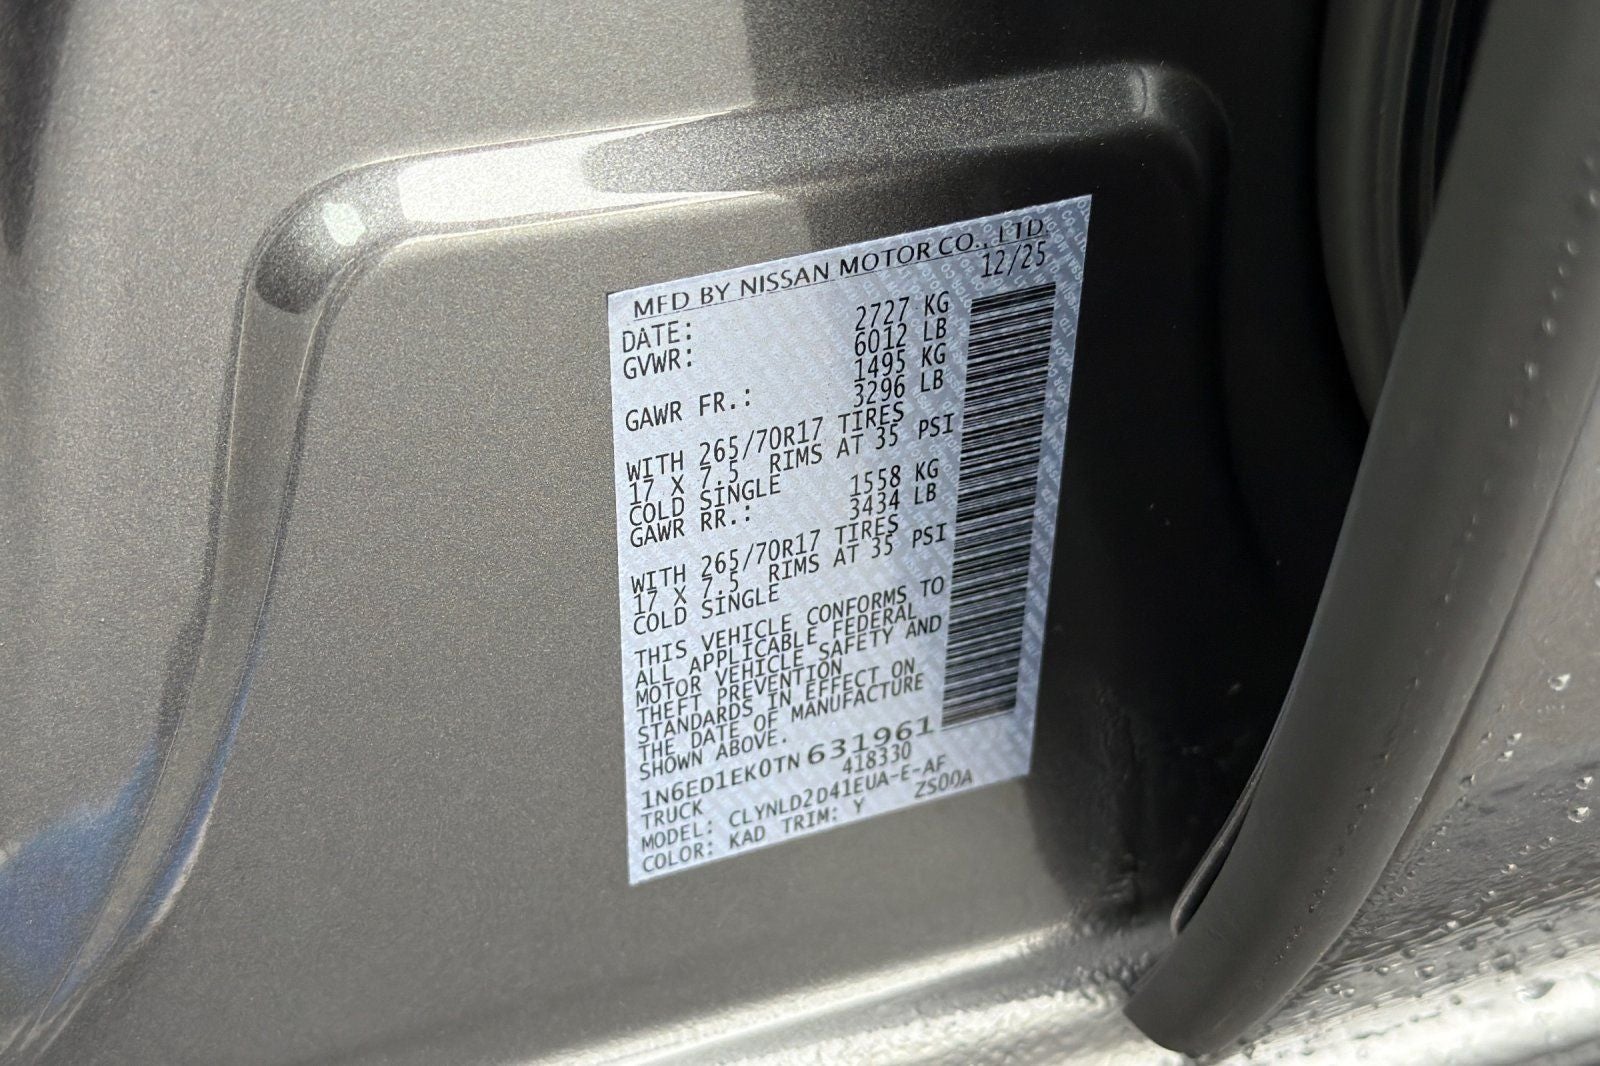 MFD BY NISSAN MOTOR CO., LTD.
DATE: 12/25
GVWR: 2727 KG
6012 LB
GAWR FR.: 1495 KG
3296 LB
WITH 265/70R17 TIRES
17 X 7.5 RIMS AT 35 PSI
COLD SINGLE
GAWR RR.: 1558 KG
3434 LB
WITH 265/70R17 TIRES
17 X 7.5 RIMS AT 35 PSI
COLD SINGLE
THIS VEHICLE CONFORMS TO
ALL APPLICABLE FEDERAL
MOTOR VEHICLE SAFETY AND
THEFT PREVENTION
STANDARDS IN EFFECT ON
THE DATE OF MANUFACTURE
SHOWN ABOVE.
1N6ED1EK0TN631961
TRUCK 418330
MODEL: CLYNLD2D41EUA-E-AF
COLOR: KAD TRIM: Y ZS00A